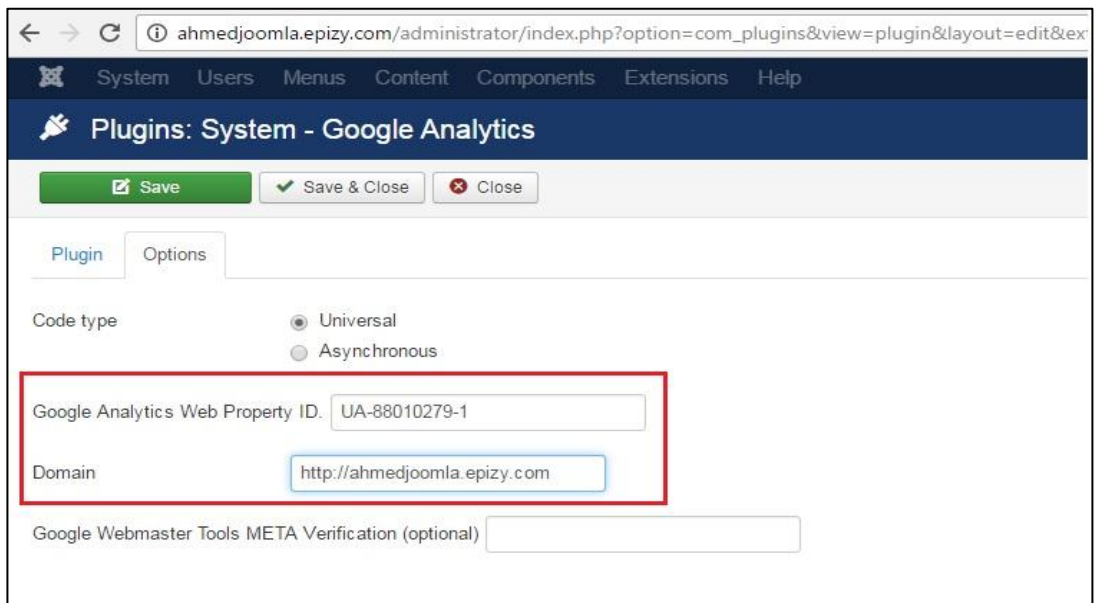 ahmedjoomla.epizy.com/administrator/index.php?option=com_plugins&view=plugin&layout=edit&ex
System Users Menus Content Components Extensions Help
Plugins: System - Google Analytics
Save Save & Close Close
Plugin Options
Code type Universal
Asynchronous
Google Analytics Web Property ID. UA-88010279-1
Domain http://ahmedjoomla.epizy.com
Google Webmaster Tools META Verification (optional)